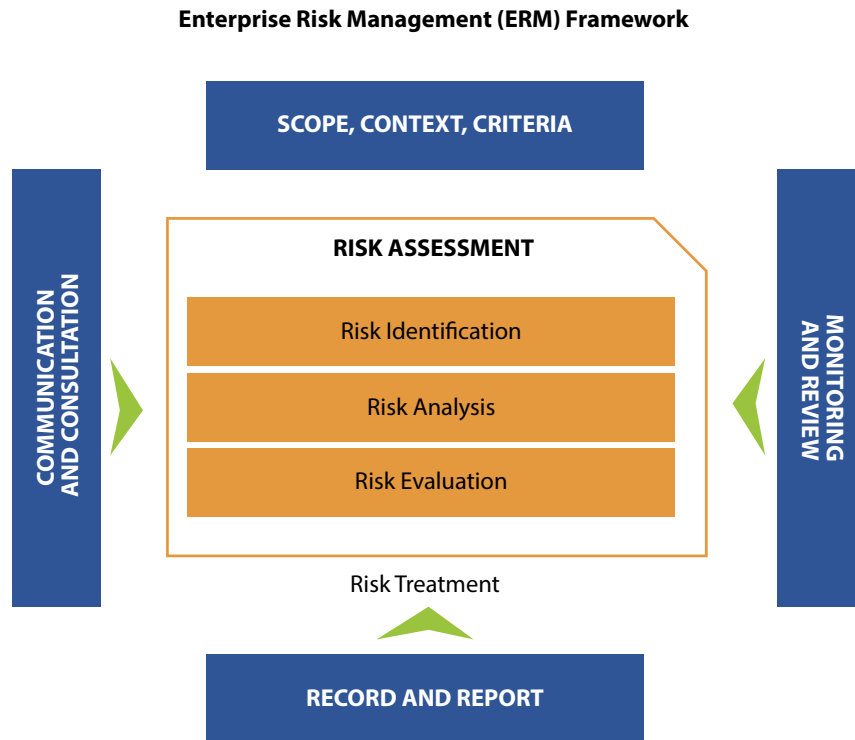 Enterprise Risk Management (ERM) Framework
SCOPE, CONTEXT, CRITERIA
COMMUNICATION
AND CONSULTATION
RISK ASSESSMENT
Risk Identification
Risk Analysis
Risk Evaluation
MONITORING
AND REVIEW
Risk Treatment
RECORD AND REPORT